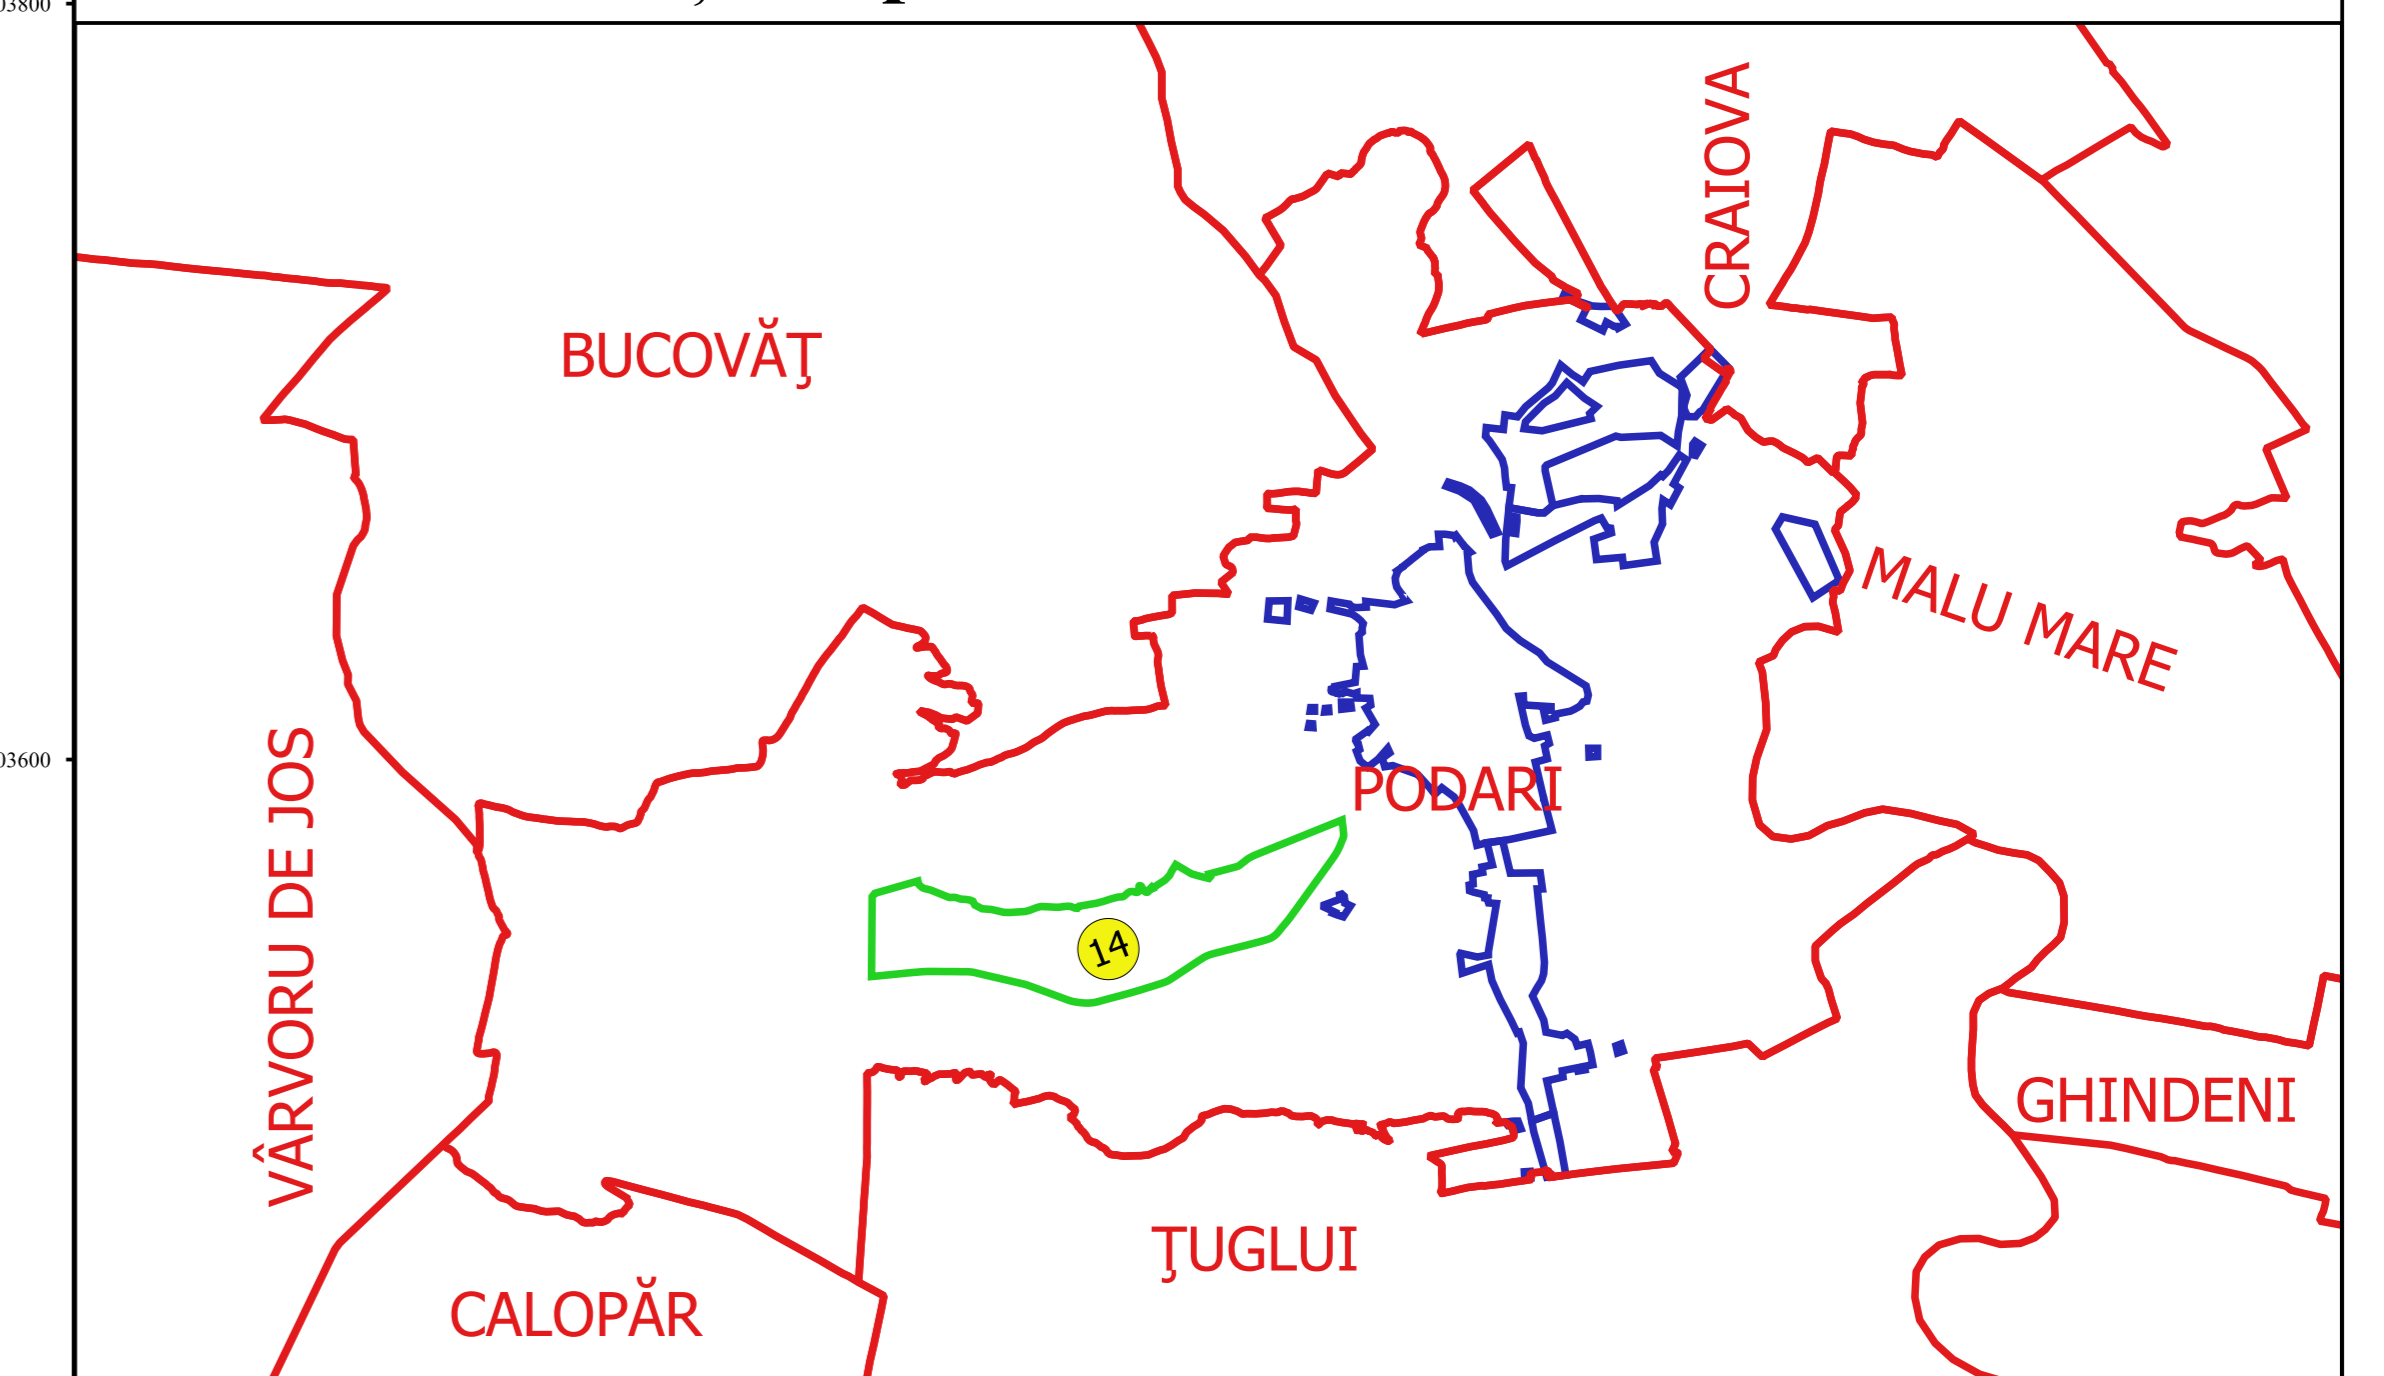 03800
CRAIOVA
BUCOVĂŢ
MALU MARE
03600
PODARI
VÂRVORU DE JOS
14
GHINDENI
ŢUGLUI
CALOPĂR